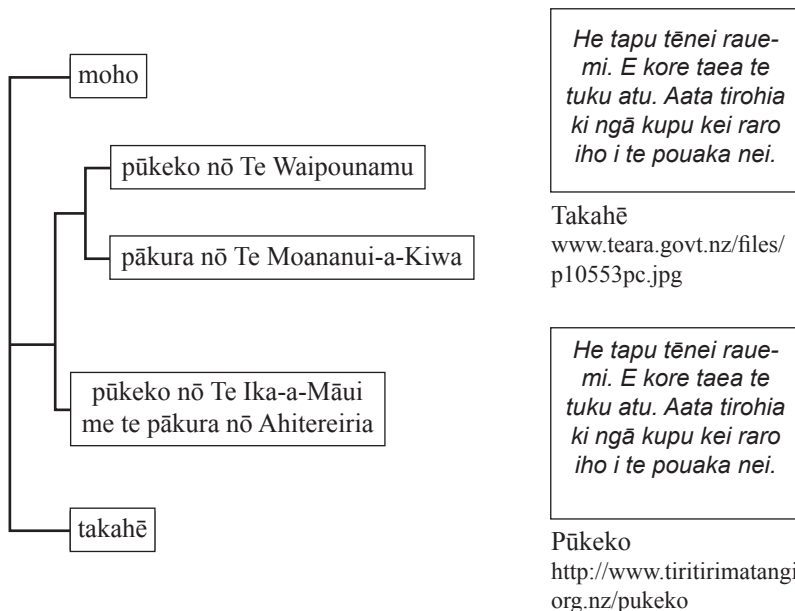 moho
pūkeko nō Te Waipounamu
pākura nō Te Moananui-a-Kiwa
pūkeko nō Te Ika-a-Māui
me te pākura nō Ahitereiria
takahē
He tapu tēnei raue-
mi. E kore taea te
tuku atu. Aata tirohia
ki ngā kupu kei raro
iho i te pouaka nei.
Takahē
www.teara.govt.nz/files/
p10553pc.jpg
He tapu tēnei raue-
mi. E kore taea te
tuku atu. Aata tirohia
ki ngā kupu kei raro
iho i te pouaka nei.
Pūkeko
http://www.tiritirimatangi
org.nz/pukeko